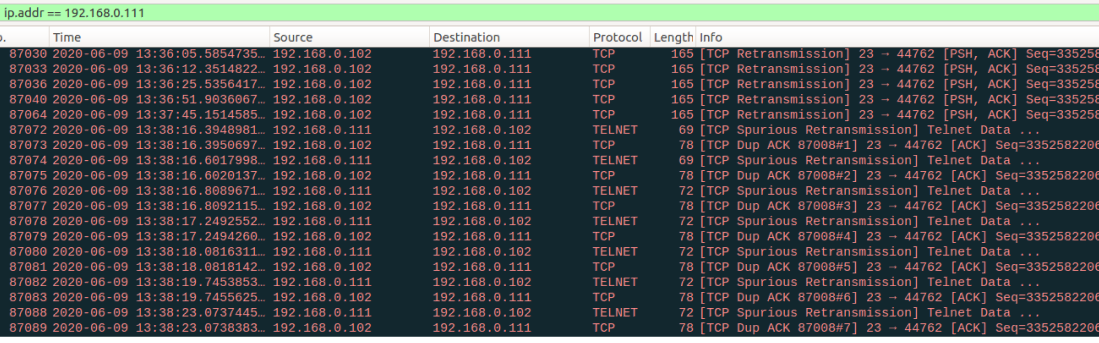 ip.addr == 192.168.0.111
o. Time Source Destination Protocol Length Info
87030 2020-06-09 13:36:05.5854735… 192.168.0.102 192.168.0.111 TCP 165 [TCP Retransmission] 23 → 44762 [PSH, ACK] Seq=33525
87033 2020-06-09 13:36:12.3514822… 192.168.0.102 192.168.0.111 TCP 165 [TCP Retransmission] 23 → 44762 [PSH, ACK] Seq=33525
87036 2020-06-09 13:36:25.5356417… 192.168.0.102 192.168.0.111 TCP 165 [TCP Retransmission] 23 → 44762 [PSH, ACK] Seq=33525
87040 2020-06-09 13:36:51.9036067… 192.168.0.102 192.168.0.111 TCP 165 [TCP Retransmission] 23 → 44762 [PSH, ACK] Seq=33525
87064 2020-06-09 13:37:45.1514585… 192.168.0.102 192.168.0.111 TCP 165 [TCP Retransmission] 23 → 44762 [PSH, ACK] Seq=33525
87072 2020-06-09 13:38:16.3948981… 192.168.0.111 192.168.0.102 TELNET 69 [TCP Spurious Retransmission] Telnet Data ...
87073 2020-06-09 13:38:16.3950697… 192.168.0.102 192.168.0.111 TCP 78 [TCP Dup ACK 87008#1] 23 → 44762 [ACK] Seq=3352582206
87074 2020-06-09 13:38:16.6017998… 192.168.0.111 192.168.0.102 TELNET 69 [TCP Spurious Retransmission] Telnet Data ...
87075 2020-06-09 13:38:16.6020137… 192.168.0.102 192.168.0.111 TCP 78 [TCP Dup ACK 87008#2] 23 → 44762 [ACK] Seq=3352582206
87076 2020-06-09 13:38:16.8089671… 192.168.0.111 192.168.0.102 TELNET 72 [TCP Spurious Retransmission] Telnet Data ...
87077 2020-06-09 13:38:16.8092115… 192.168.0.102 192.168.0.111 TCP 78 [TCP Dup ACK 87008#3] 23 → 44762 [ACK] Seq=3352582206
87078 2020-06-09 13:38:17.2492552… 192.168.0.111 192.168.0.102 TELNET 72 [TCP Spurious Retransmission] Telnet Data ...
87079 2020-06-09 13:38:17.2494260… 192.168.0.102 192.168.0.111 TCP 78 [TCP Dup ACK 87008#4] 23 → 44762 [ACK] Seq=3352582206
87080 2020-06-09 13:38:18.0816311… 192.168.0.111 192.168.0.102 TELNET 72 [TCP Spurious Retransmission] Telnet Data ...
87081 2020-06-09 13:38:18.0818142… 192.168.0.102 192.168.0.111 TCP 78 [TCP Dup ACK 87008#5] 23 → 44762 [ACK] Seq=3352582206
87082 2020-06-09 13:38:19.7453853… 192.168.0.111 192.168.0.102 TELNET 72 [TCP Spurious Retransmission] Telnet Data ...
87083 2020-06-09 13:38:19.7455625… 192.168.0.102 192.168.0.111 TCP 78 [TCP Dup ACK 87008#6] 23 → 44762 [ACK] Seq=3352582206
87088 2020-06-09 13:38:23.0737445… 192.168.0.111 192.168.0.102 TELNET 72 [TCP Spurious Retransmission] Telnet Data ...
87089 2020-06-09 13:38:23.0738383… 192.168.0.102 192.168.0.111 TCP 78 [TCP Dup ACK 87008#7] 23 → 44762 [ACK] Seq=3352582206